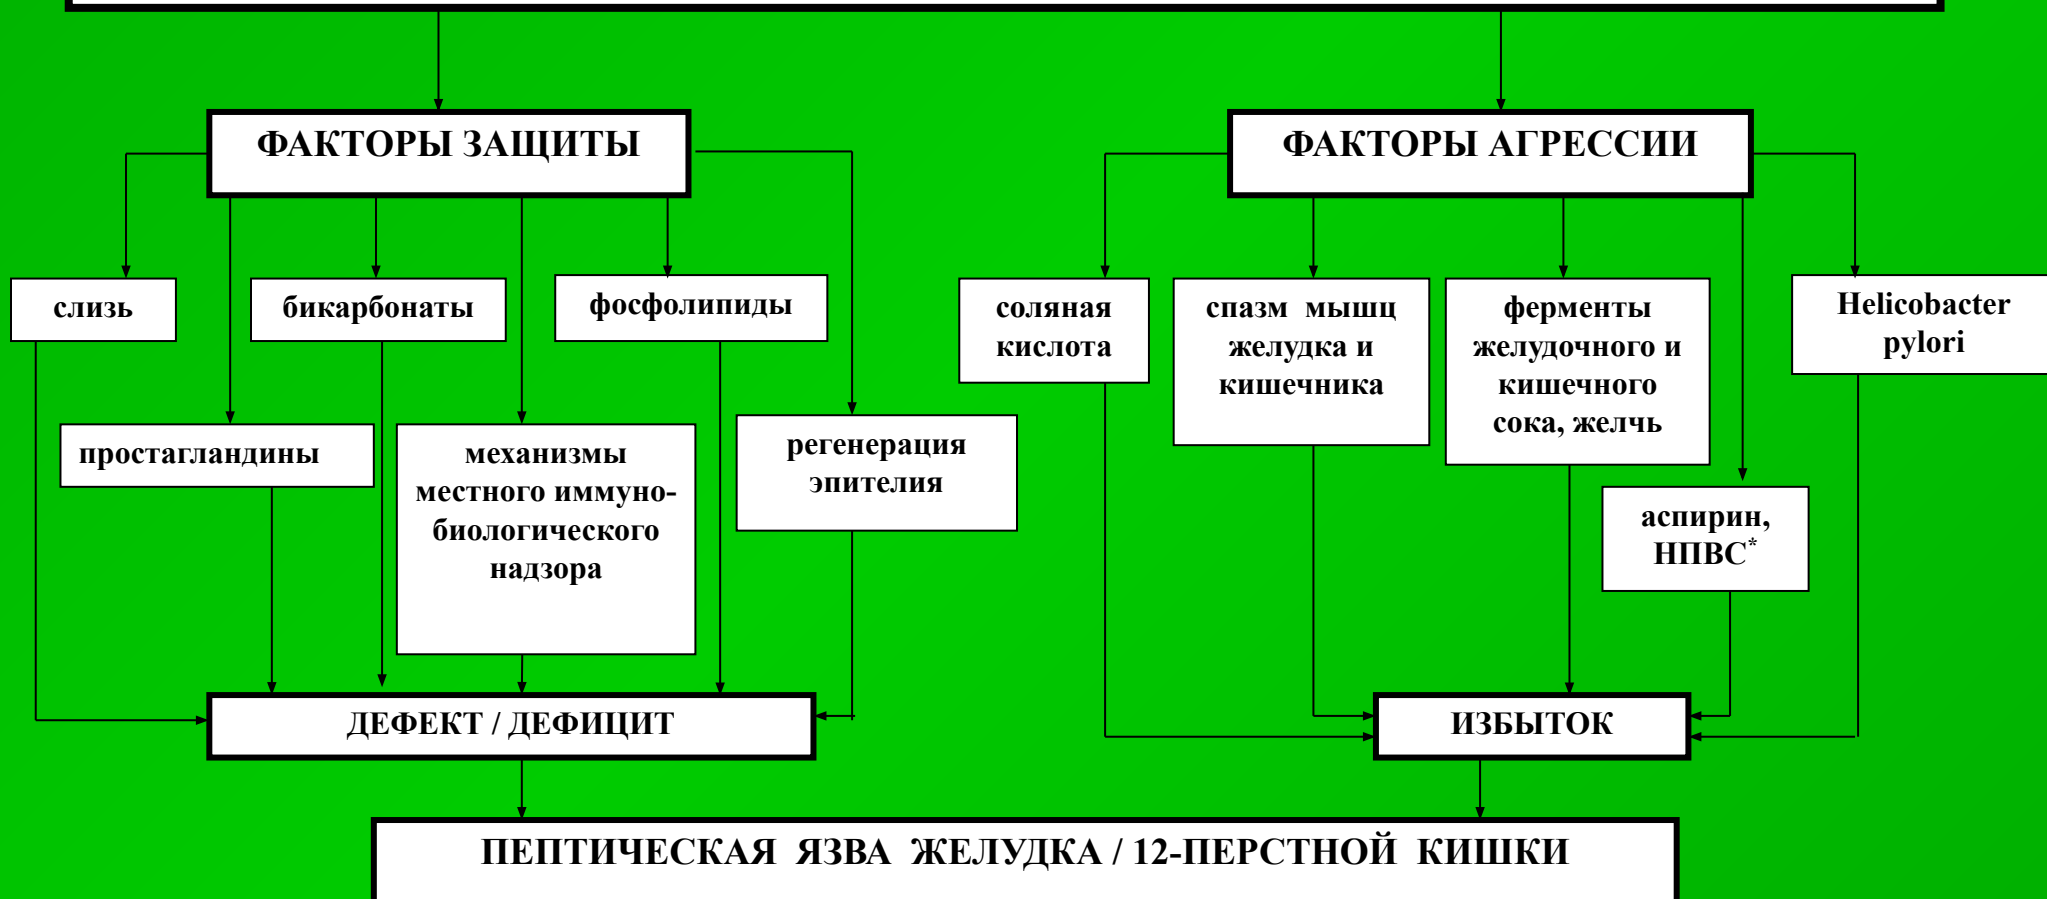 ФАКТОРЫ ЗАЩИТЫ
ФАКТОРЫ АГРЕССИИ
слизь
бикарбонаты
фосфолипиды
соляная
кислота
спазм мышц
желудка и
кишечника
ферменты
желудочного и
кишечного
сока, желчь
Helicobacter
pylori
простагландины
механизмы
местного иммуно-
биологического
надзора
регенерация
эпителия
аспирин,
НПВС*
ДЕФЕКТ / ДЕФИЦИТ
ИЗБЫТОК
ПЕПТИЧЕСКАЯ ЯЗВА ЖЕЛУДКА / 12-ПЕРСТНОЙ КИШКИ